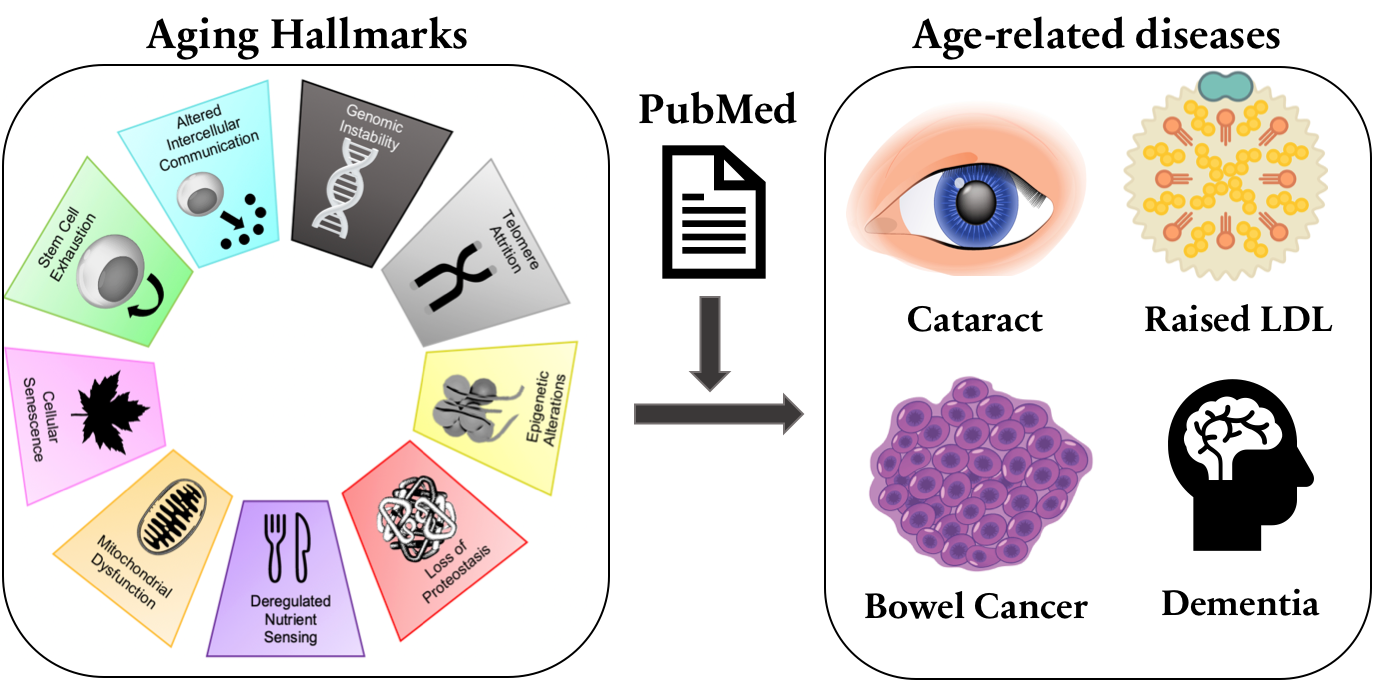 Aging Hallmarks
Altered
Intercellular
Communication
Genomic
Instability
Telomere
Attrition
Epigenetic
Alterations
Loss of
Proteostasis
Deregulated
Nutrient
Sensing
Mitochondrial
Dysfunction
Cellular
Senescence
Stem Cell
Exhaustion
PubMed
Age-related diseases
Cataract
Raised LDL
Bowel Cancer
Dementia